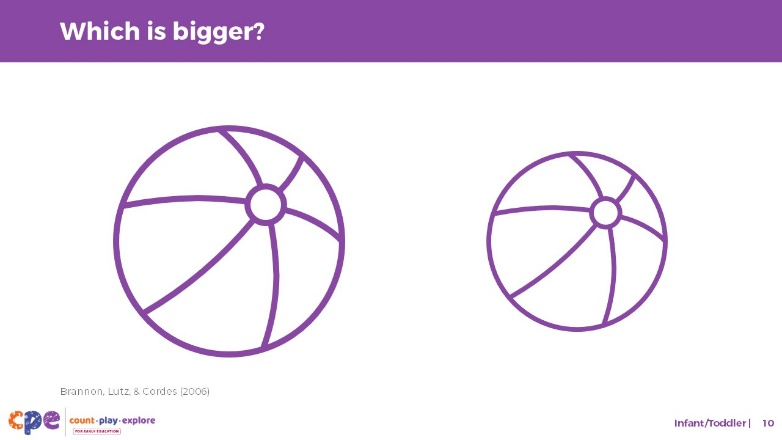 Which is bigger?
Brannon, Lutz, & Cordes (2006)
cpe
count·play·explore
FOR EARLY EDUCATION
Infant/Toddler | 10